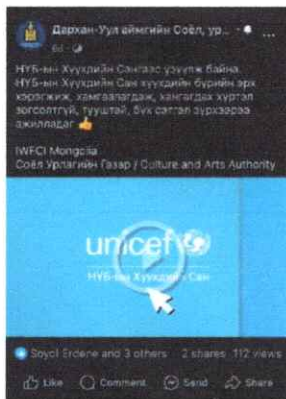 Дархан-Уул аймгийн Соёл, ур...
6d
НҮБ-ын Хүүхдийн Сангаас үзүүлж байна.
НҮБ-ын Хүүхдийн Сан хүүхдийн бүрийн эрх
хэрэгжиж, хамгаалагдаж, хангагдах хүртэл
зогсолтгүй, тууштай, бүх сэтгэл зүрхээрээ
ажилладаг 👍
IWFCI Mongolia
Соёл Урлагийн Газар / Culture and Arts Authority
unicef
НҮБ-ын Хүүхдийн Сан
Soyol Erdene and 3 others 2 shares 112 views
Like Comment Send Share